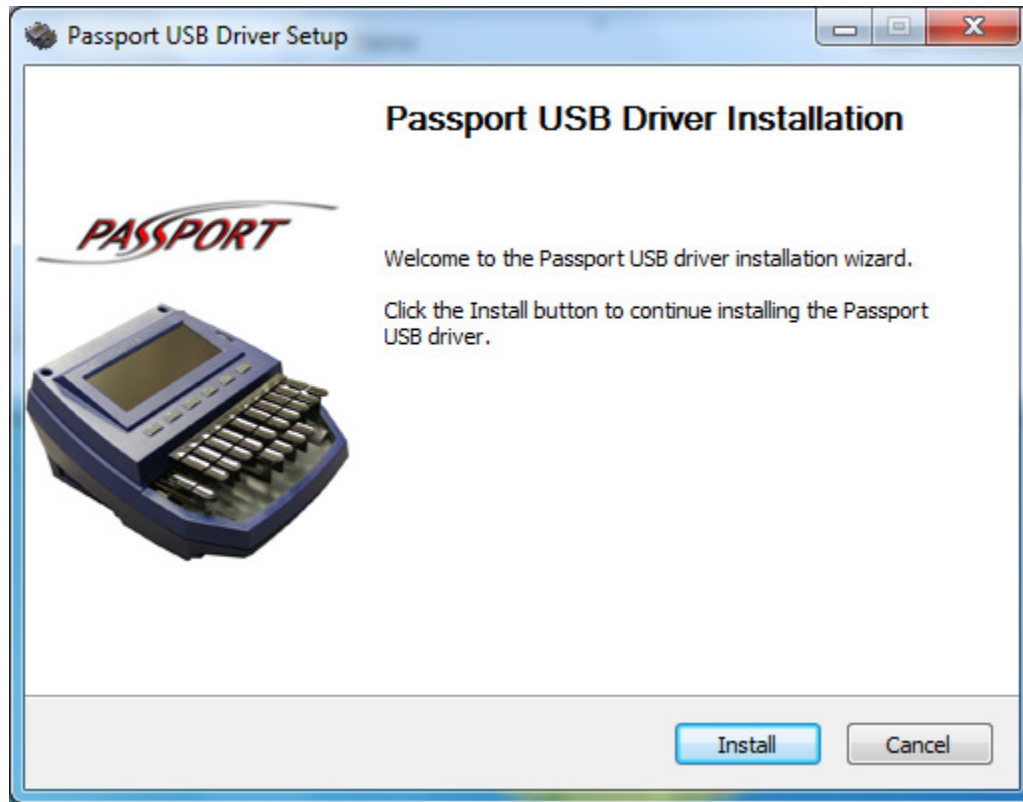 Passport USB Driver Setup
Passport USB Driver Installation
PASSPORT
Welcome to the Passport USB driver installation wizard.
Click the Install button to continue installing the Passport
USB driver.
Install
Cancel